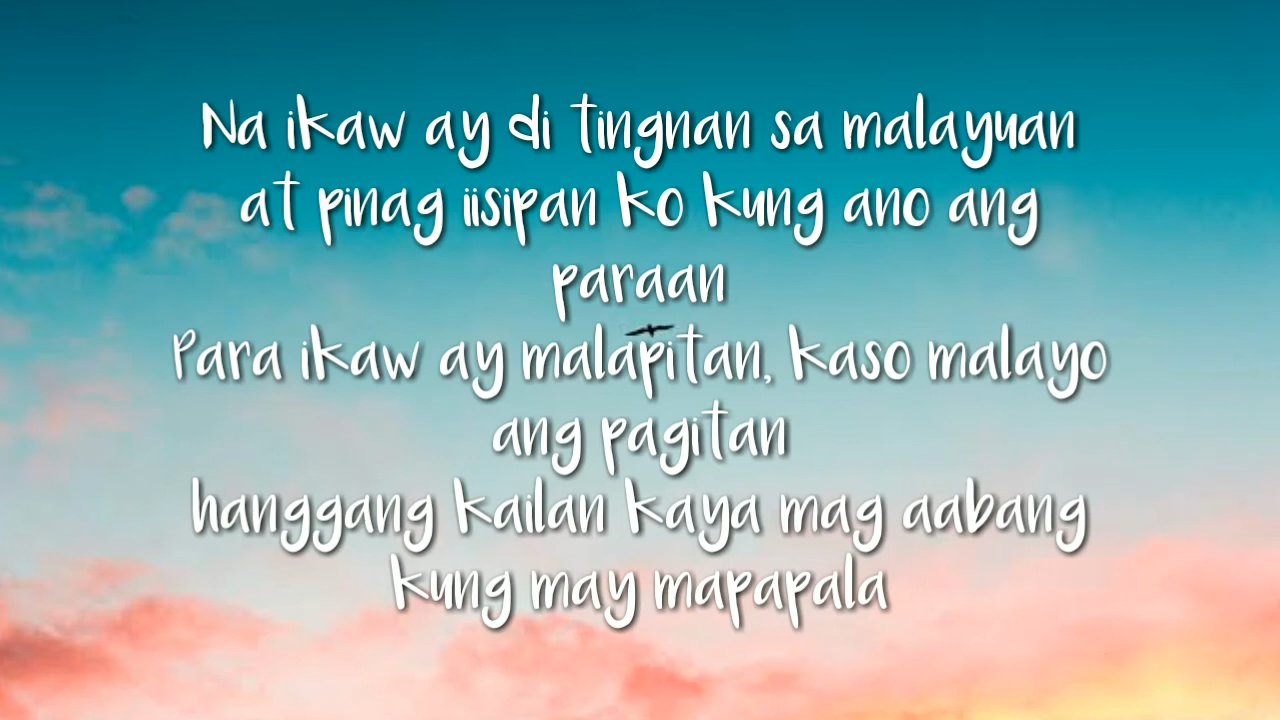 Na ikaw ay di tingnan sa malayuan
at pinag iisipan ko kung ano ang
paraan
Para ikaw ay malapitan, kaso malayo
ang pagitan
hanggang kailan kaya mag aabang
kung may mapapala